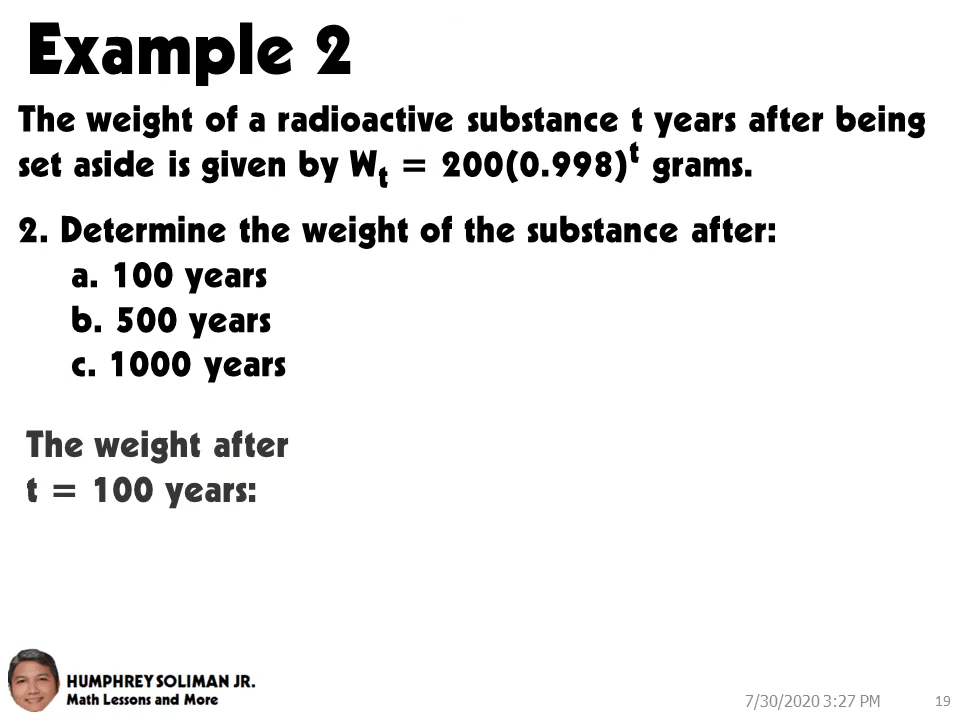 Example 2
The weight of a radioactive substance t years after being
set aside is given by Wₜ = 200(0.998)ᵗ grams.
2. Determine the weight of the substance after:
a. 100 years
b. 500 years
c. 1000 years
The weight after
t = 100 years:
HUMPHREY SOLIMAN JR.
Math Lessons and More
7/30/2020 3:27 PM 19